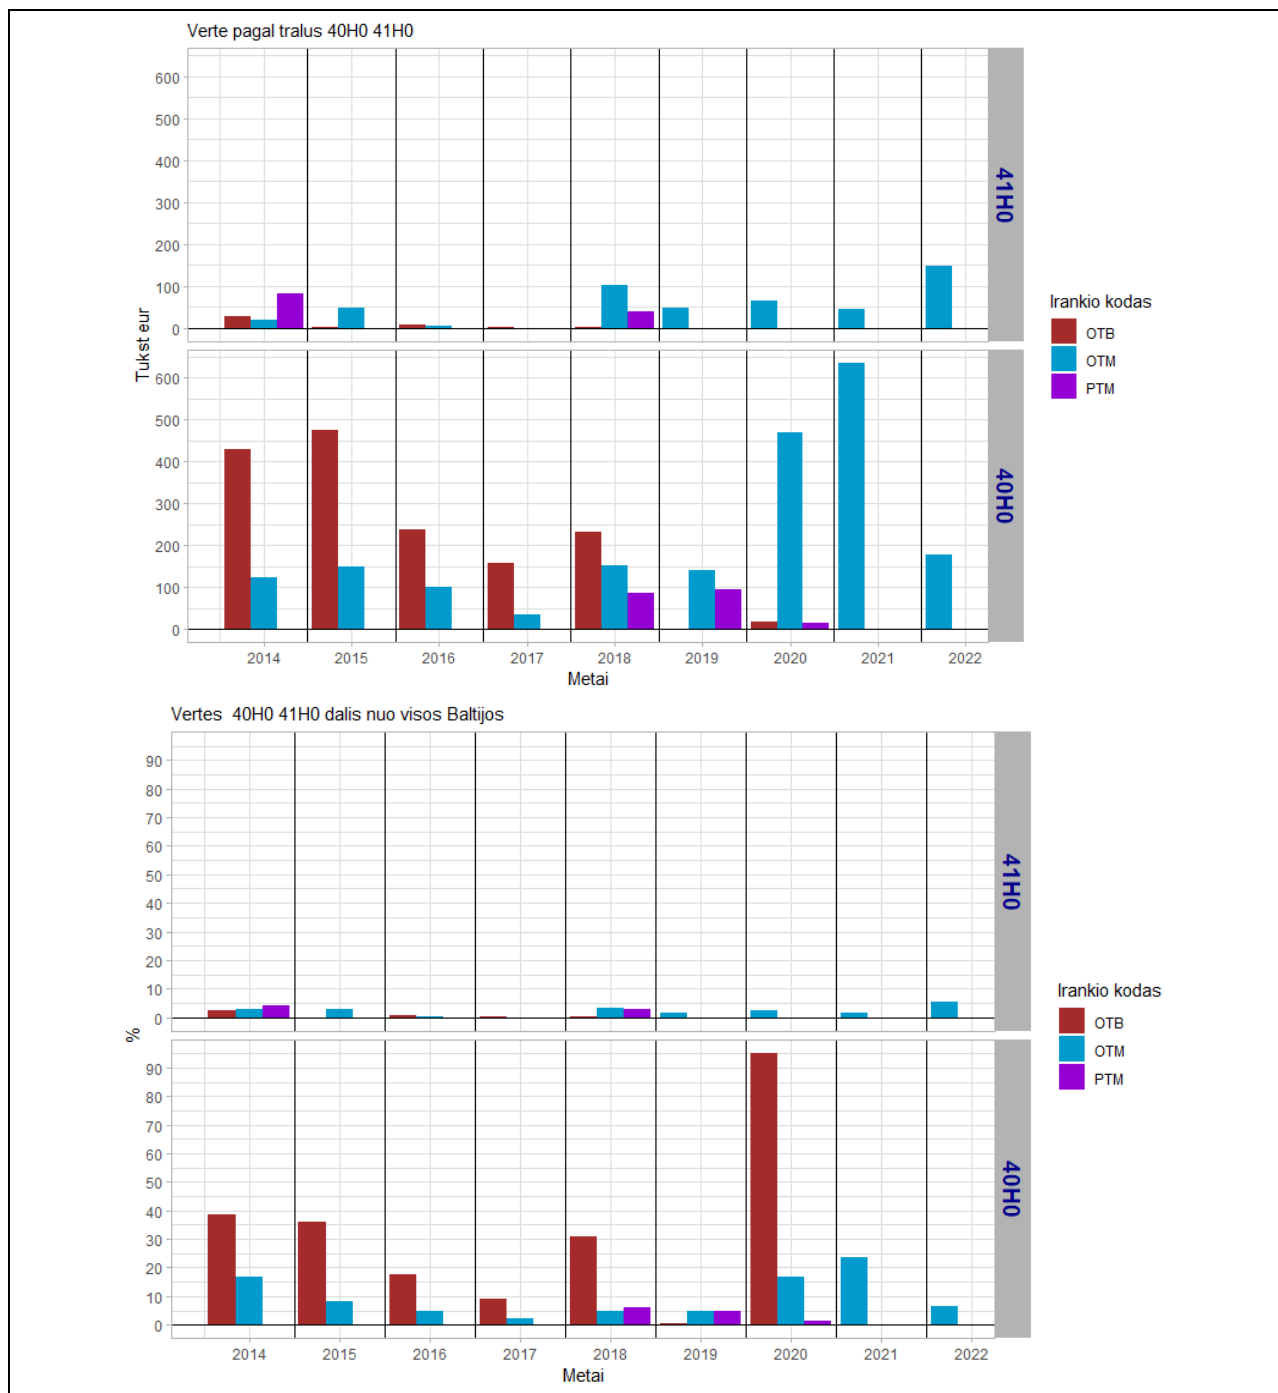 Verte pagal tralus 40H0 41H0
Tukst eur
600
500
400
300
200
100
0
41H0
600
500
400
300
200
100
0
40H0
2014 2015 2016 2017 2018 2019 2020 2021 2022
Metai
Irankio kodas
OTB
OTM
PTM
Vertes  40H0 41H0 dalis nuo visos Baltijos
%
90
80
70
60
50
40
30
20
10
0
41H0
90
80
70
60
50
40
30
20
10
0
40H0
2014 2015 2016 2017 2018 2019 2020 2021 2022
Metai
Irankio kodas
OTB
OTM
PTM